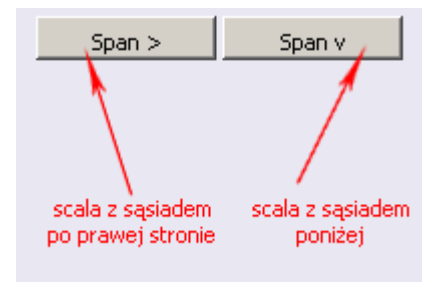 Span > Span v
scala z sąsiadem scala z sąsiadem
po prawej stronie poniżej